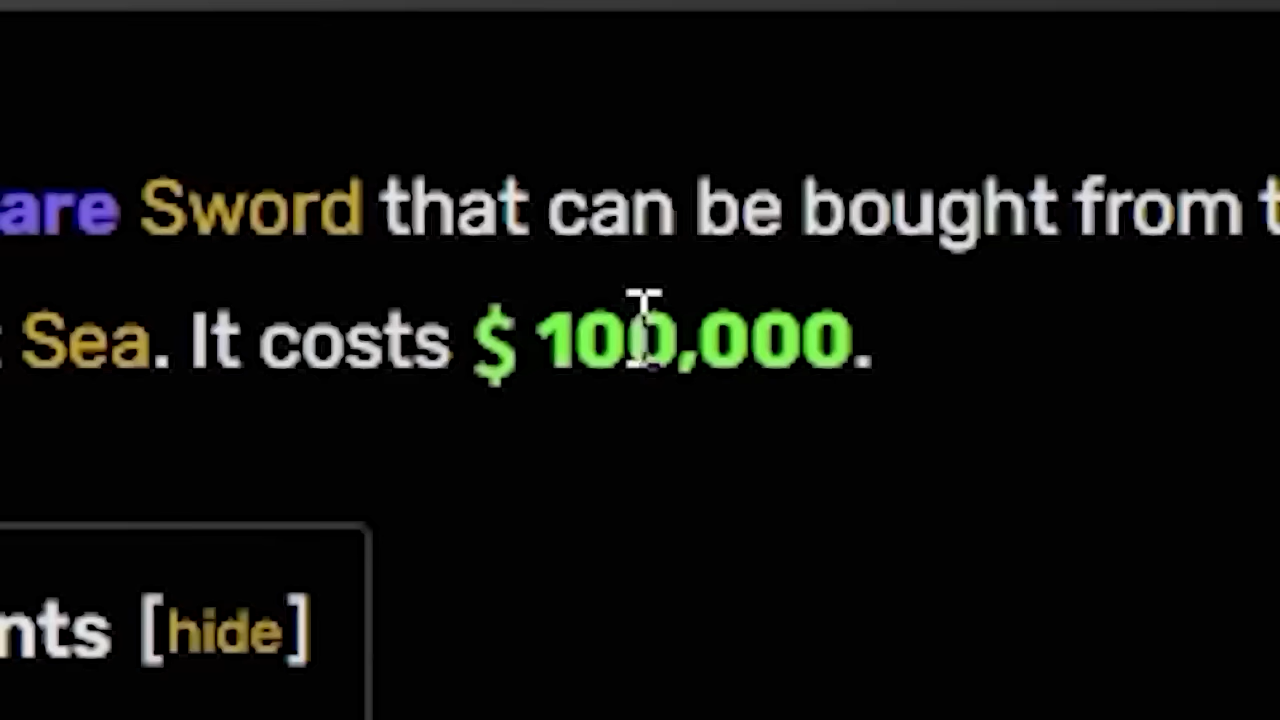 are Sword that can be bought from t
Sea. It costs $ 100,000.
nts [hide]